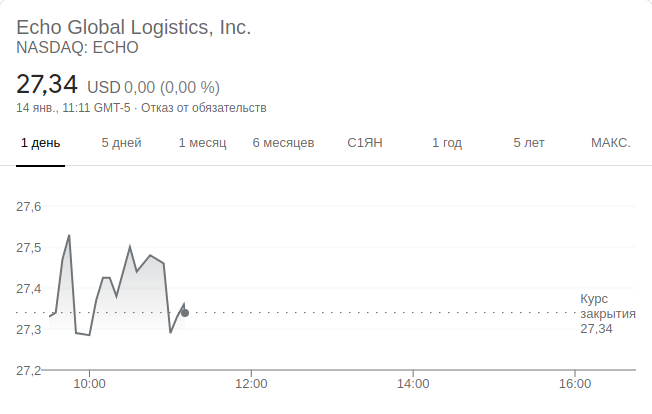 Echo Global Logistics, Inc.
NASDAQ: ECHO
27,34 USD 0,00 (0,00 %)
14 янв., 11:11 GMT-5 · Отказ от обязательств
1 день 5 дней 1 месяц 6 месяцев С1ЯН 1 год 5 лет МАКС.
27,6
27,5
27,4
Курс
закрытия
27,34
27,3
27,2
10:00 12:00 14:00 16:00